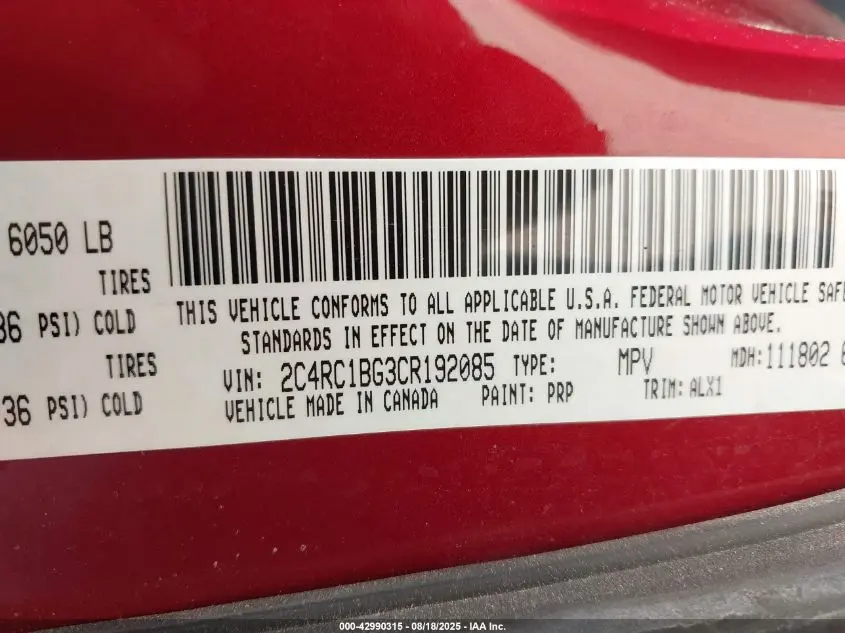 6050 LB
TIRES
THIS VEHICLE CONFORMS TO ALL APPLICABLE U.S.A. FEDERAL MOTOR VEHICLE SAFE
36 PSI) COLD
STANDARDS IN EFFECT ON THE DATE OF MANUFACTURE SHOWN ABOVE.
TIRES
VIN: 2C4RC1BG3CR192085 TYPE: MPV MDH:111802
36 PSI) COLD
VEHICLE MADE IN CANADA PAINT: PRP TRIM: ALX1
000-42990315 - 08/18/2025 - IAA Inc.